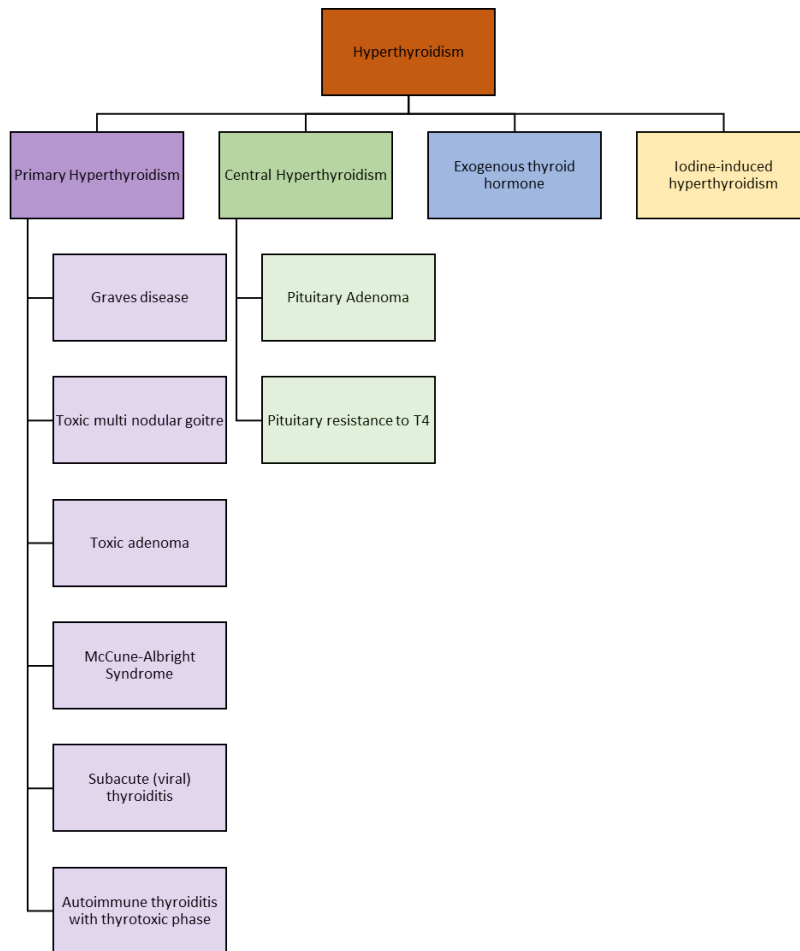 Hyperthyroidism
Primary Hyperthyroidism
Central Hyperthyroidism
Exogenous thyroid
hormone
Iodine-induced
hyperthyroidism
Graves disease
Toxic multi nodular goitre
Toxic adenoma
McCune-Albright
Syndrome
Subacute (viral)
thyroiditis
Autoimmune thyroiditis
with thyrotoxic phase
Pituitary Adenoma
Pituitary resistance to T4